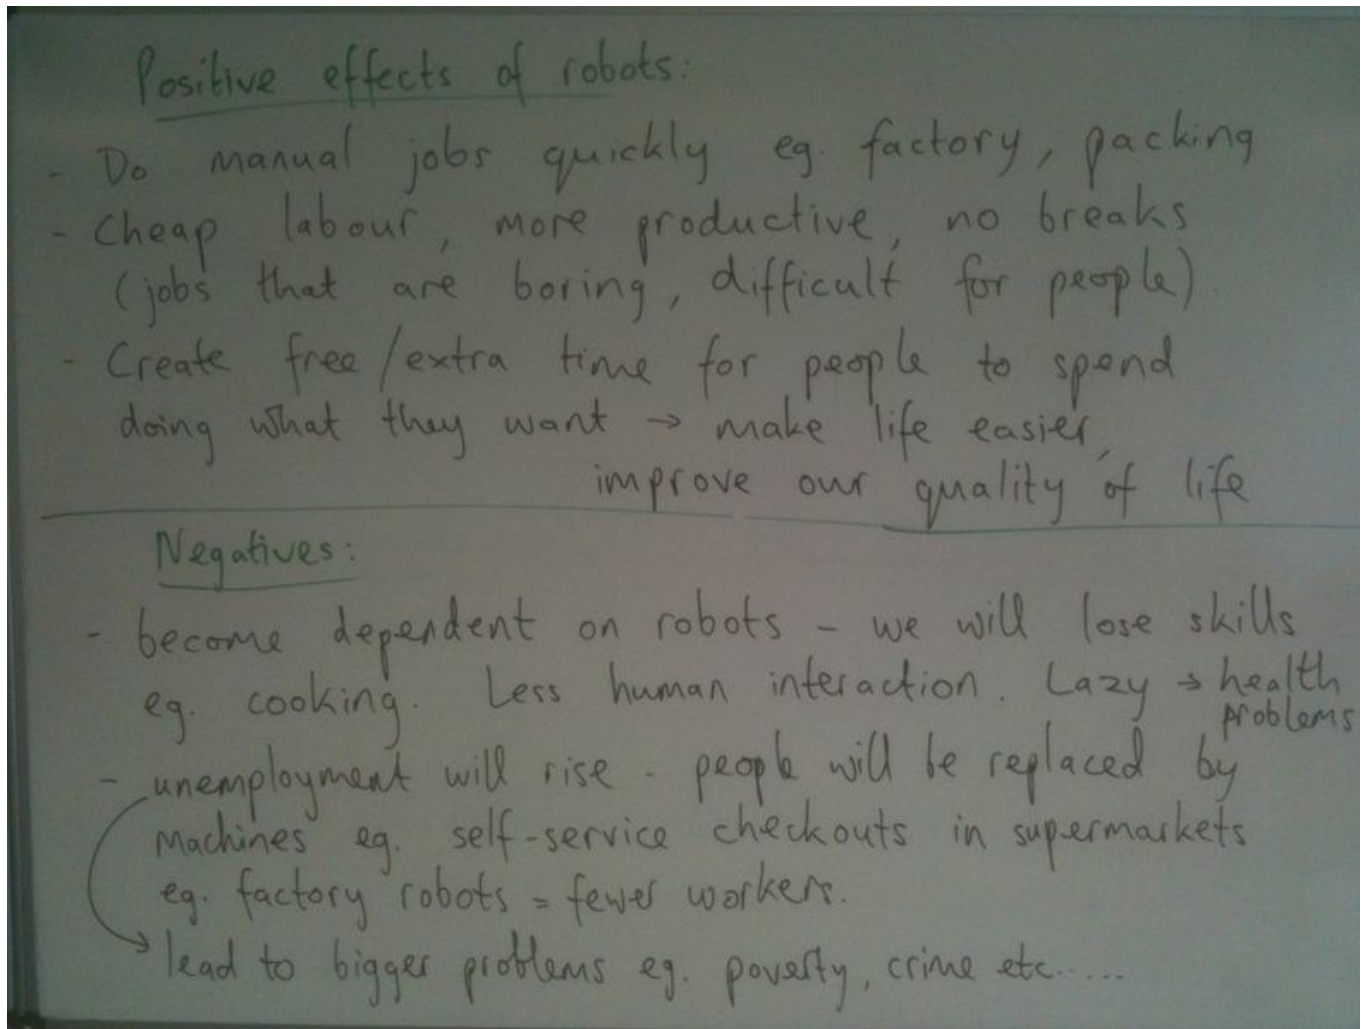 Positive effects of robots:
- Do manual jobs quickly eg. factory, packing
- Cheap labour, more productive, no breaks
(jobs that are boring, difficult for people).
- Create free/extra time for people to spend
doing what they want → make life easier,
improve our quality of life
Negatives:
- become dependent on robots - we will lose skills
eg. cooking. Less human interaction. Lazy → health
problems
- unemployment will rise - people will be replaced by
machines eg. self-service checkouts in supermarkets
eg. factory robots = fewer workers.
→ lead to bigger problems eg. poverty, crime etc.....